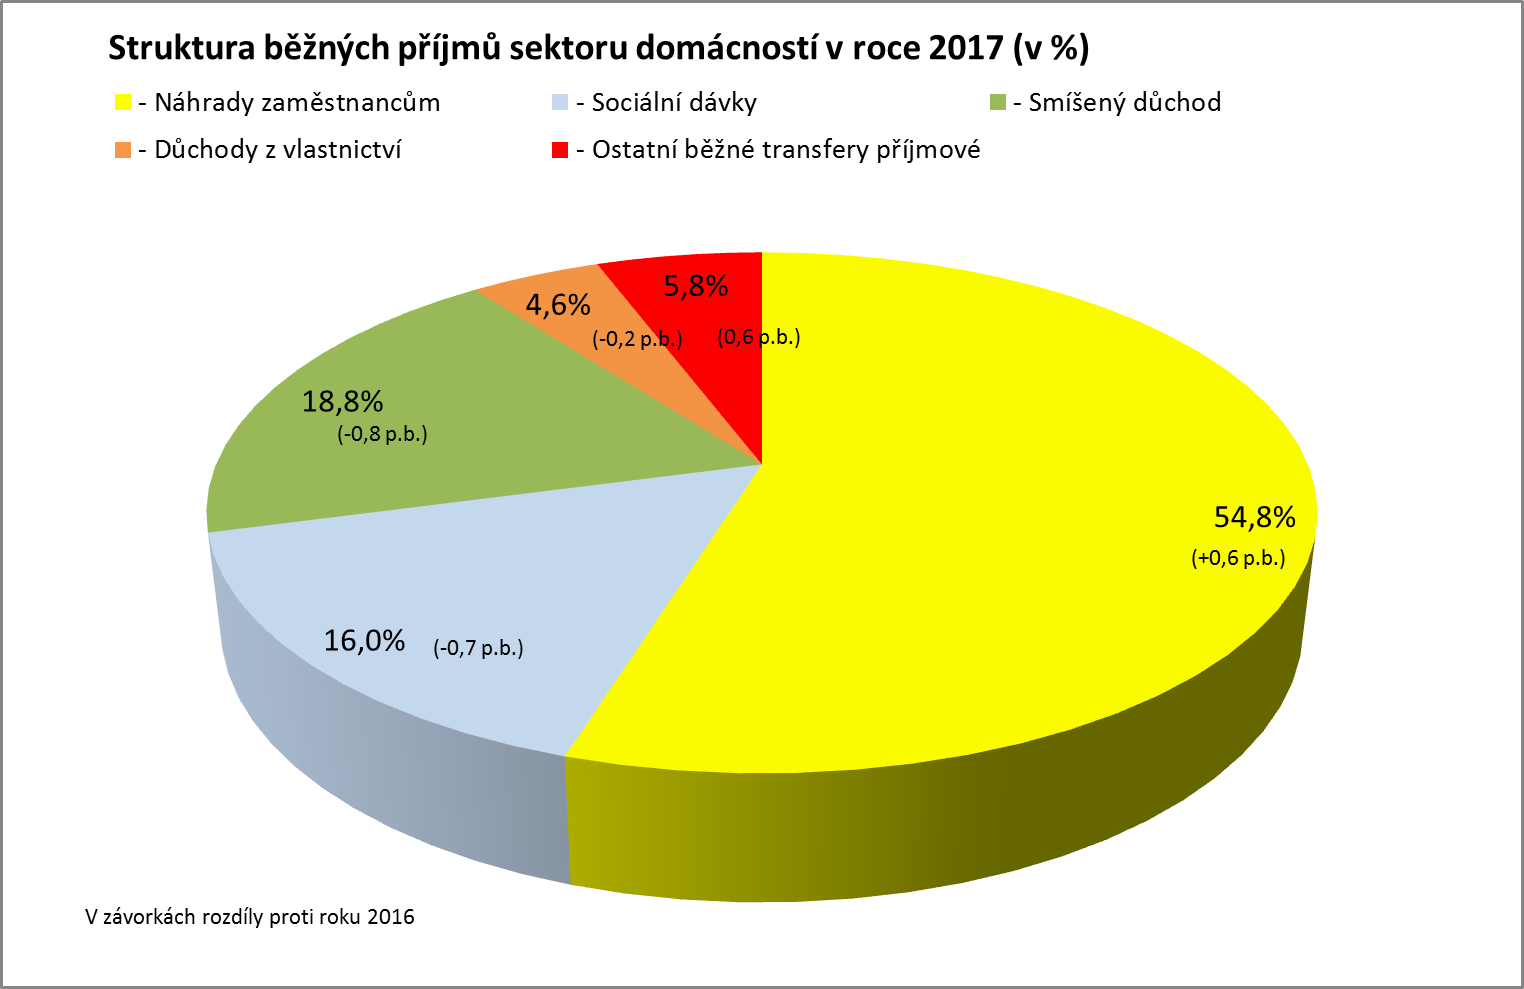 Struktura běžných příjmů sektoru domácností v roce 2017 (v %)
- Náhrady zaměstnancům
- Sociální dávky
- Smíšený důchod
- Důchody z vlastnictví
- Ostatní běžné transfery příjmové
5,8%
(0,6 p.b.)
4,6%
(-0,2 p.b.)
18,8%
(-0,8 p.b.)
54,8%
(+0,6 p.b.)
16,0%
(-0,7 p.b.)
V závorkách rozdíly proti roku 2016